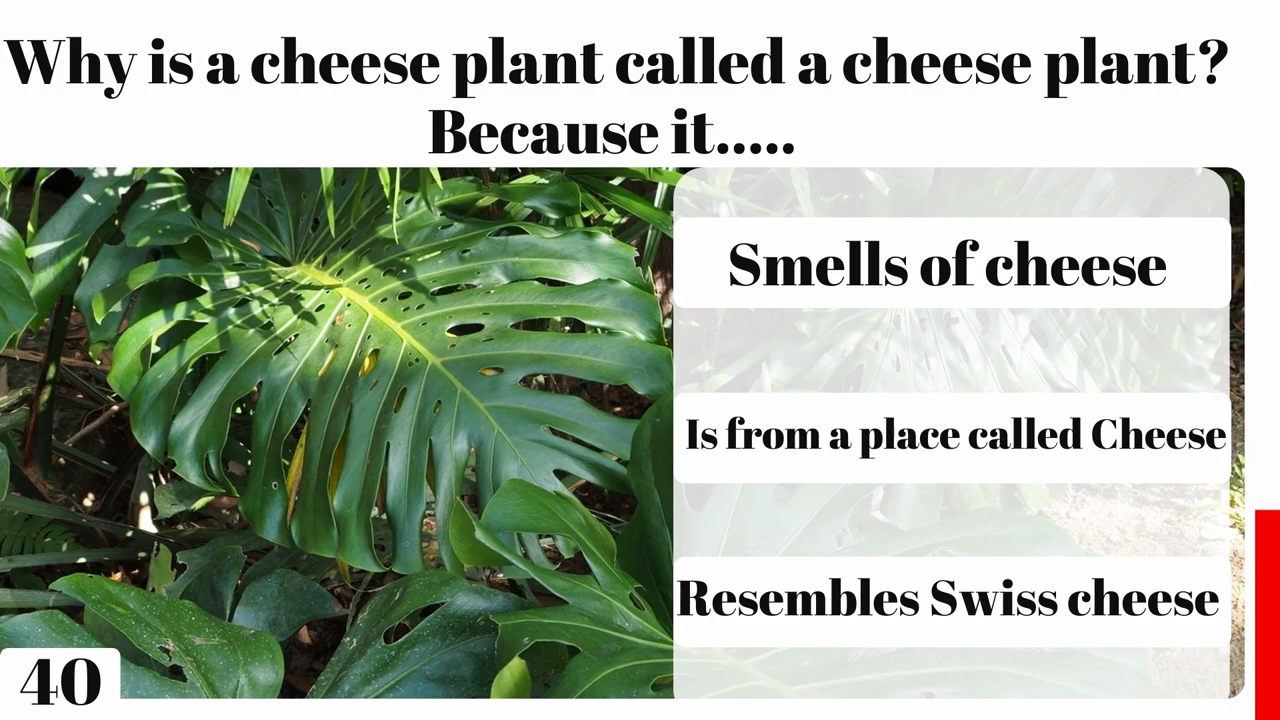 Why is a cheese plant called a cheese plant?
Because it.....
Smells of cheese
Is from a place called Cheese
Resembles Swiss cheese
40